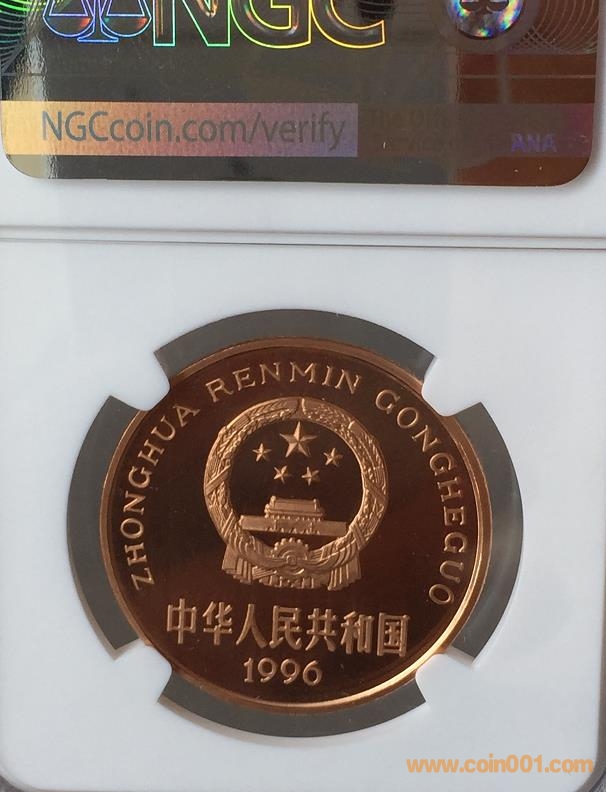 NGC
NGCcoin.com/verify
ANA
ZHONGHUA RENMIN GONGHEGUO
中华人民共和国
1996
www.coin001.com